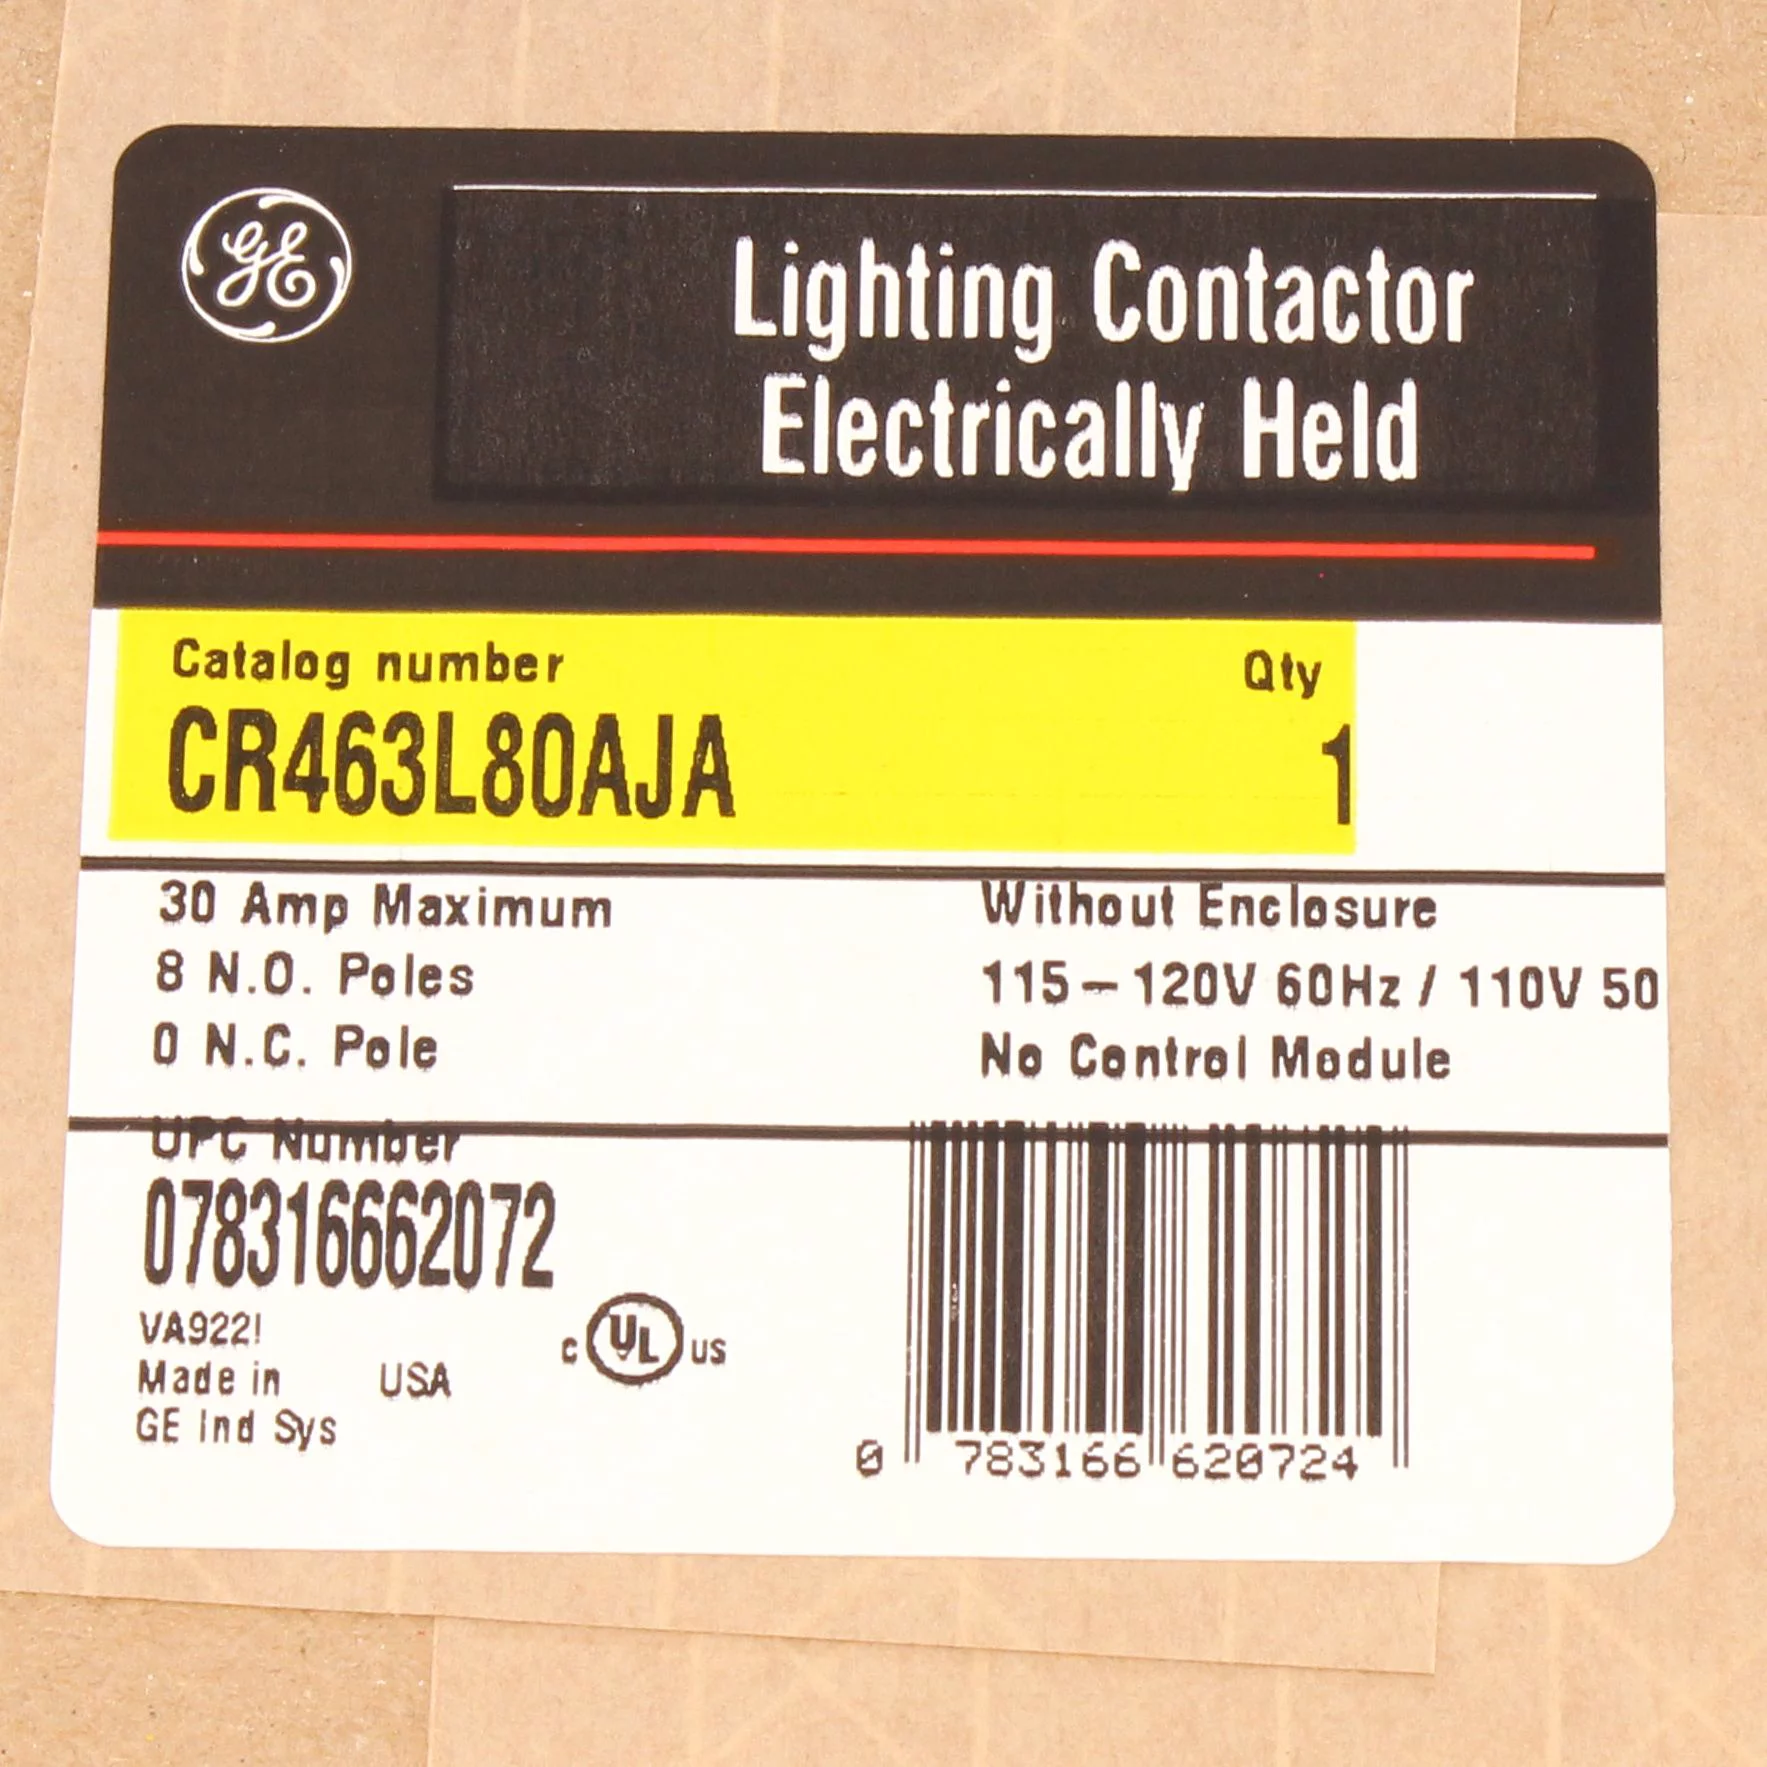 GE
Lighting Contactor
Electrically Held
Catalog number Qty
CR463L80AJA 1
30 Amp Maximum Without Enclosure
8 N.O. Poles 115-120V 60Hz / 110V 50
0 N.C. Pole No Control Module
UPC Number
078316662072
VA922!
Made in USA
GE Ind Sys
c UL us
0 783166 620724